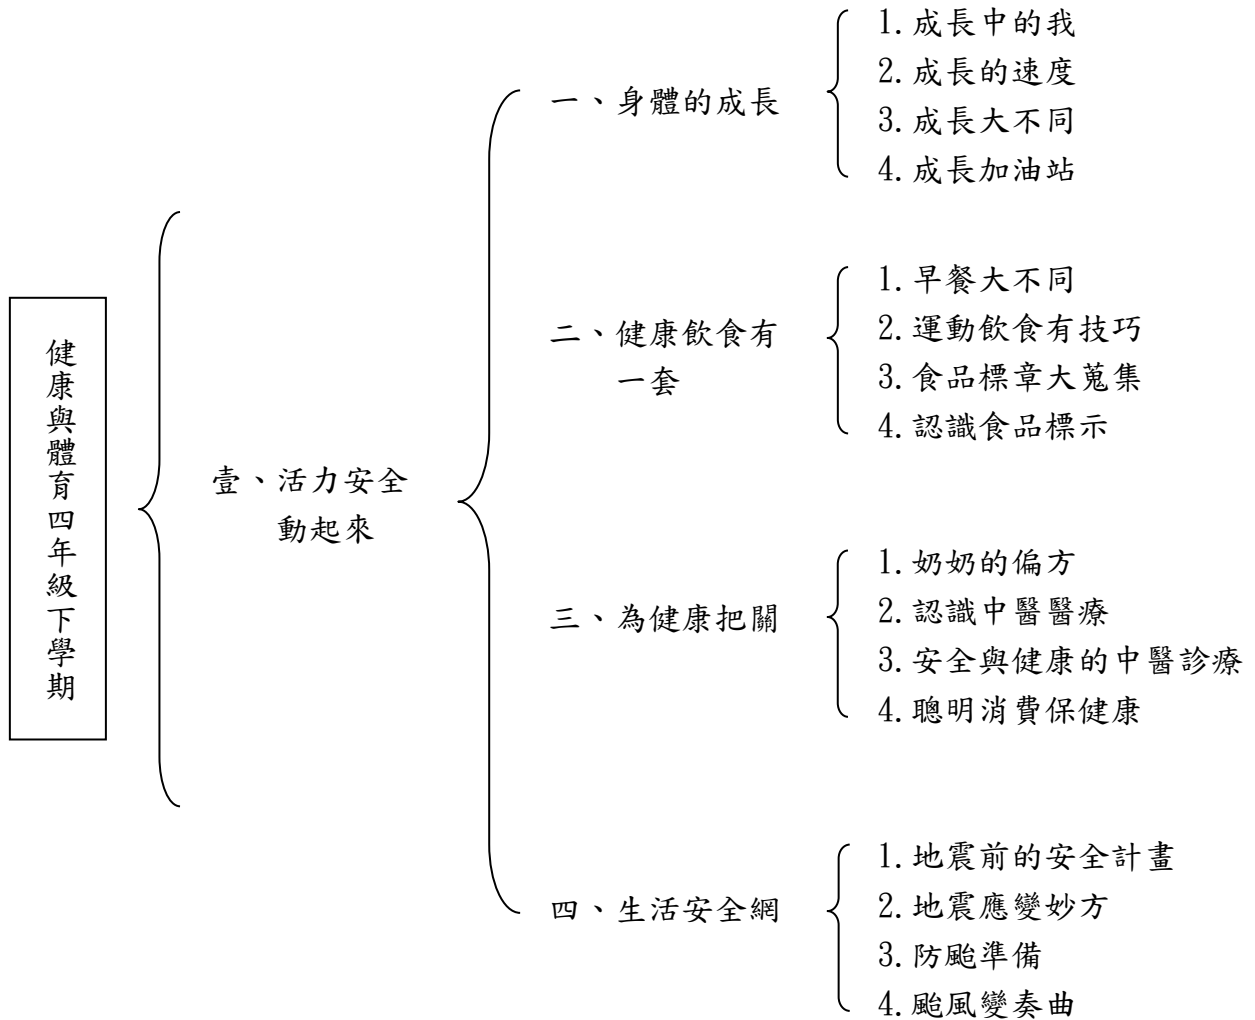 健康與體育四年級下學期
壹、活力安全
動起來
一、身體的成長
1.成長中的我
2.成長的速度
3.成長大不同
4.成長加油站
二、健康飲食有
一套
1.早餐大不同
2.運動飲食有技巧
3.食品標章大蒐集
4.認識食品標示
三、為健康把關
1.奶奶的偏方
2.認識中醫醫療
3.安全與健康的中醫診療
4.聰明消費保健康
四、生活安全網
1.地震前的安全計畫
2.地震應變妙方
3.防颱準備
4.颱風變奏曲